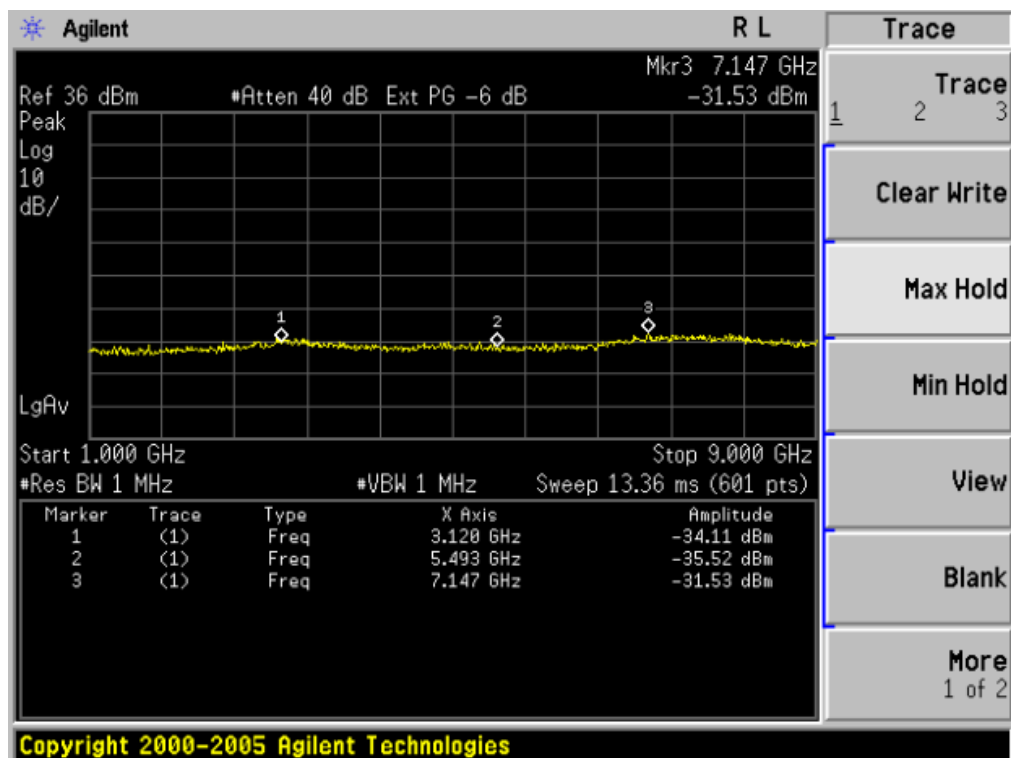 Agilent R L Trace
Mkr3 7.147 GHz
Ref 36 dBm #Atten 40 dB Ext PG -6 dB -31.53 dBm
Peak
Log
10
dB/
1
2
3
LgAv
Start 1.000 GHz Stop 9.000 GHz
#Res BW 1 MHz #VBW 1 MHz Sweep 13.36 ms (601 pts)
Marker Trace Type X Axis Amplitude
1 (1) Freq 3.120 GHz -34.11 dBm
2 (1) Freq 5.493 GHz -35.52 dBm
3 (1) Freq 7.147 GHz -31.53 dBm
Trace
1 2 3
Clear Write
Max Hold
Min Hold
View
Blank
More
1 of 2
Copyright 2000-2005 Agilent Technologies